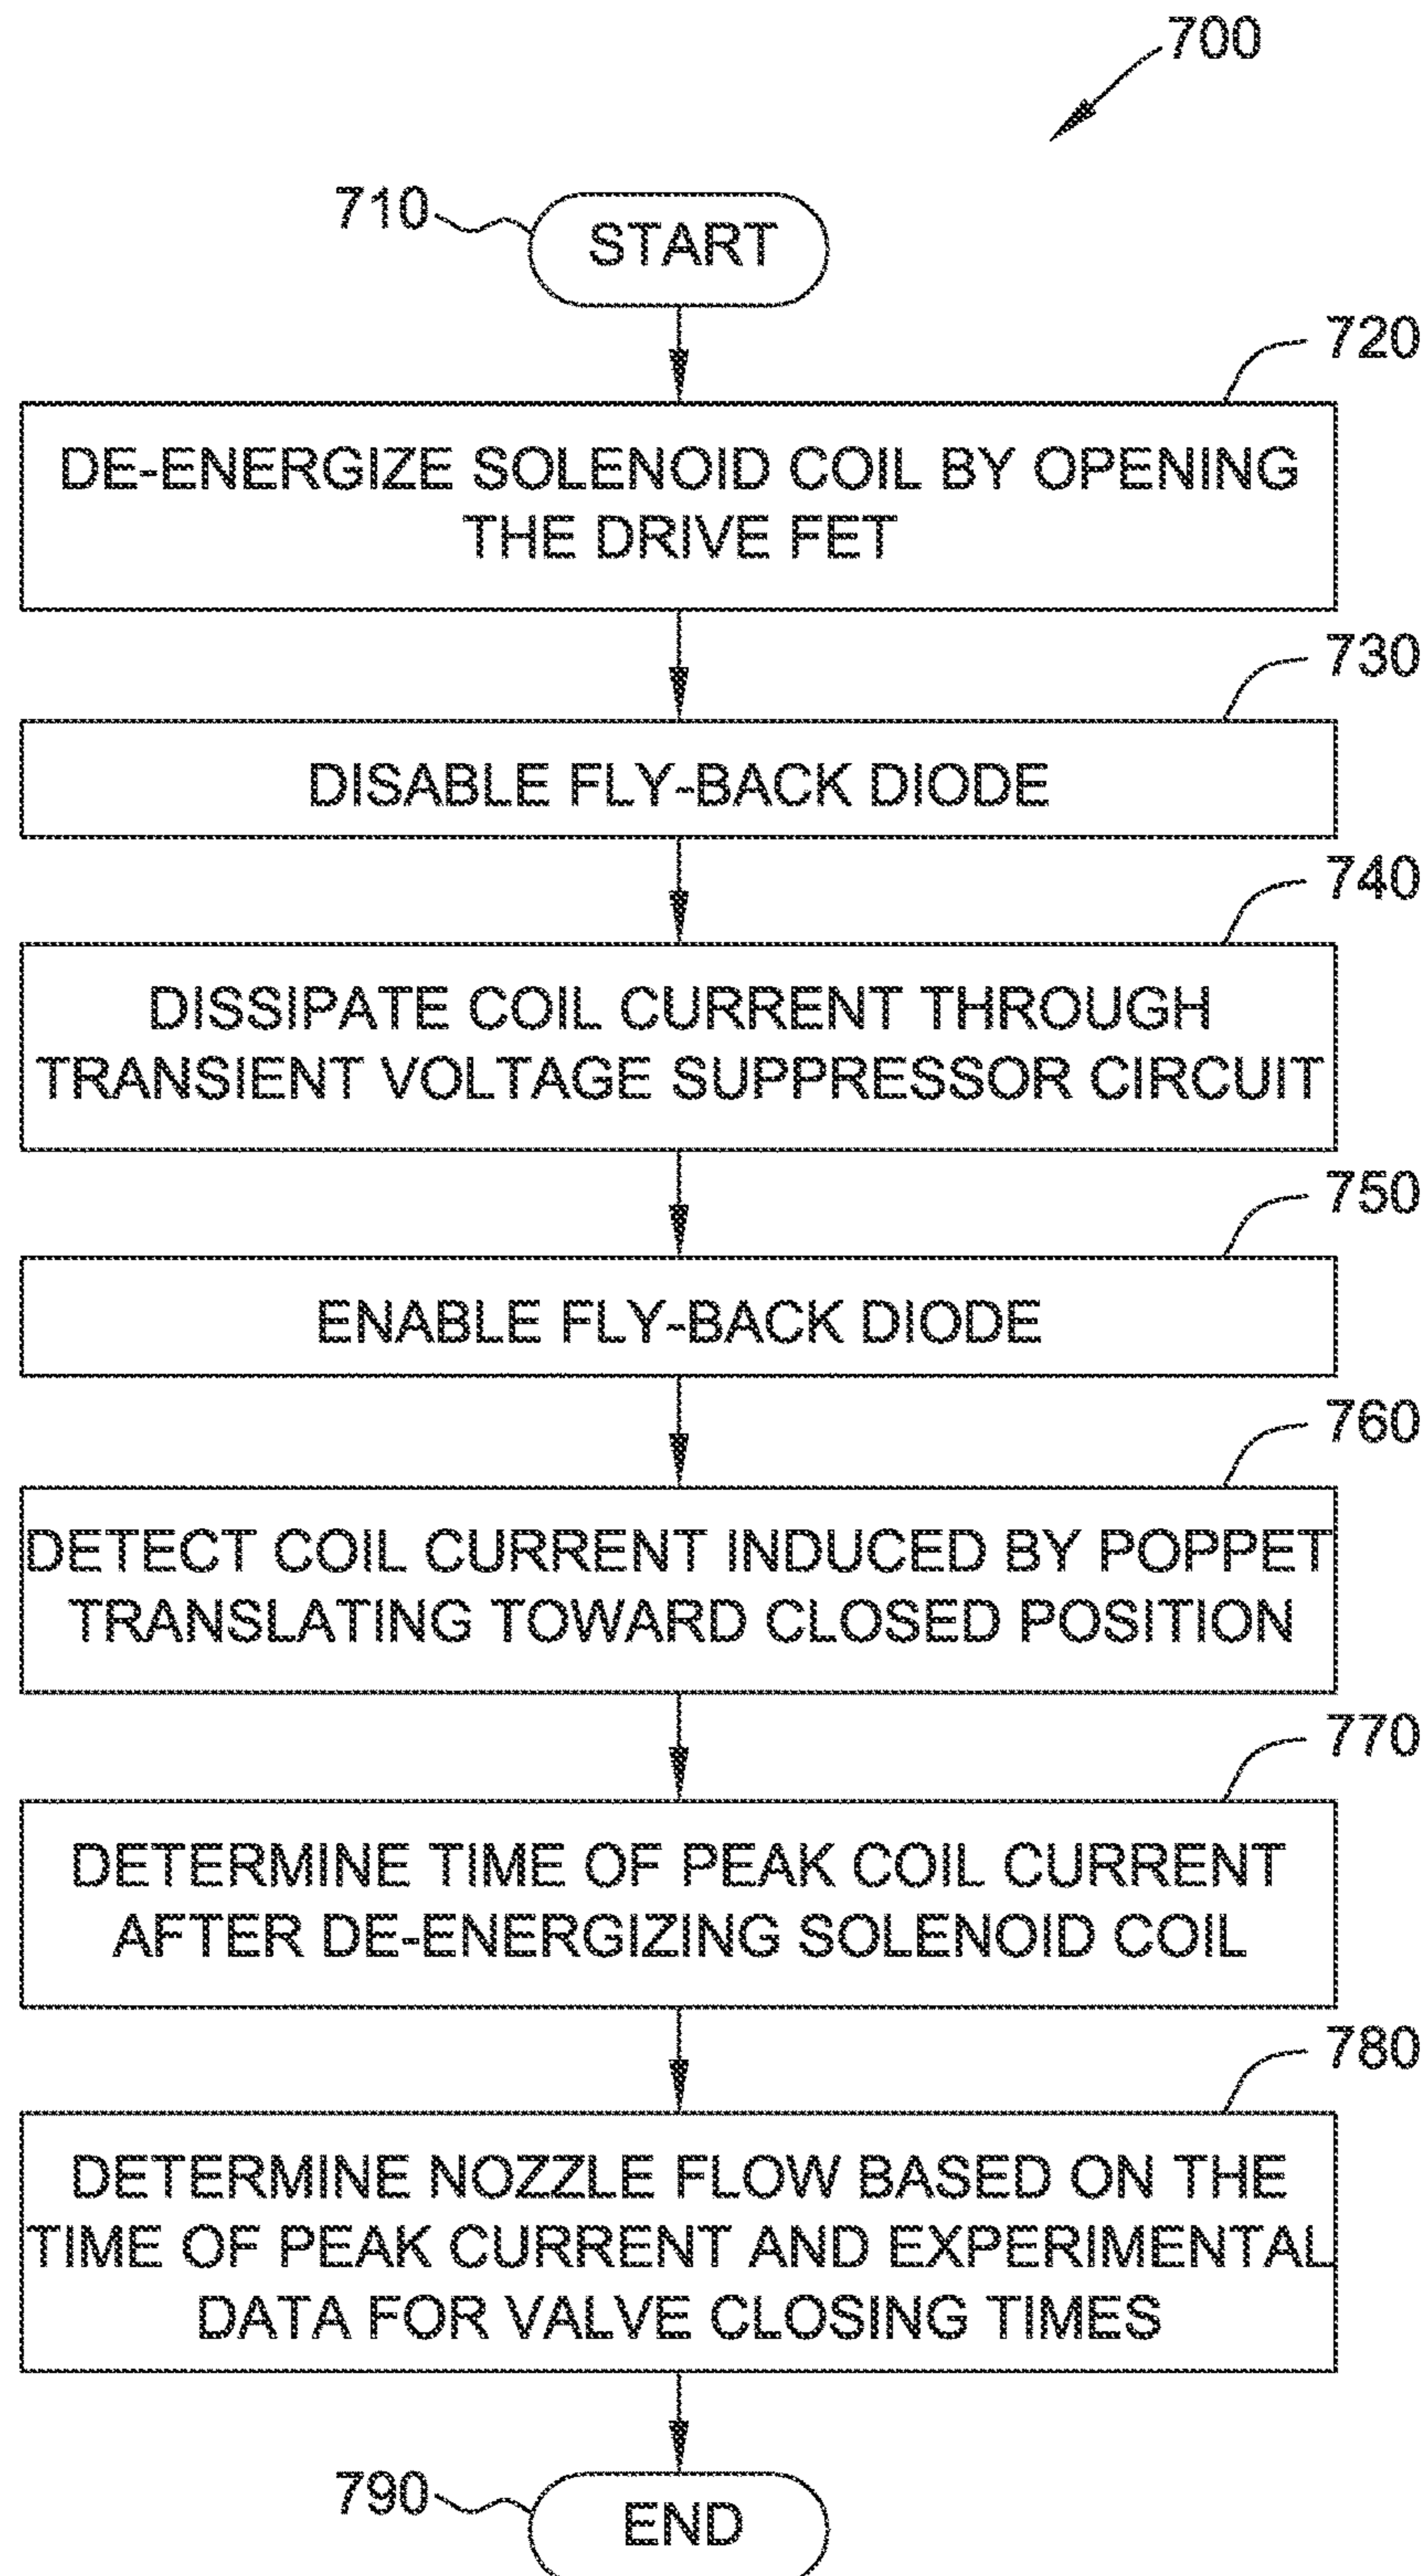 700
710
START
720
DE-ENERGIZE SOLENOID COIL BY OPENING
THE DRIVE FET
730
DISABLE FLY-BACK DIODE
740
DISSIPATE COIL CURRENT THROUGH
TRANSIENT VOLTAGE SUPPRESSOR CIRCUIT
750
ENABLE FLY-BACK DIODE
760
DETECT COIL CURRENT INDUCED BY POPPET
TRANSLATING TOWARD CLOSED POSITION
770
DETERMINE TIME OF PEAK COIL CURRENT
AFTER DE-ENERGIZING SOLENOID COIL
780
DETERMINE NOZZLE FLOW BASED ON THE
TIME OF PEAK CURRENT AND EXPERIMENTAL
DATA FOR VALVE CLOSING TIMES
790
END